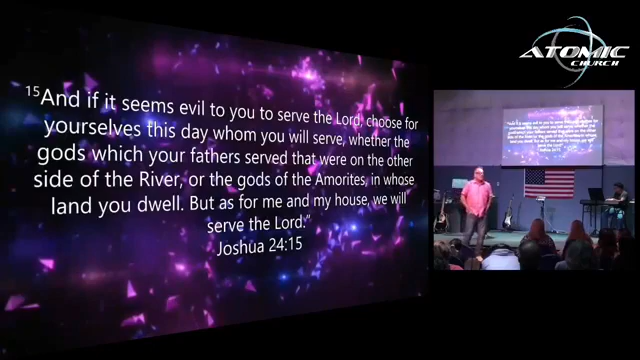 15And if it seems evil to you to serve the Lord, choose for
yourselves this day whom you will serve, whether the
gods which your fathers served that were on the other
side of the River, or the gods of the Amorites, in whose
land you dwell. But as for me and my house, we will
serve the Lord.”
Joshua 24:15
ATOMIC
CHURCH